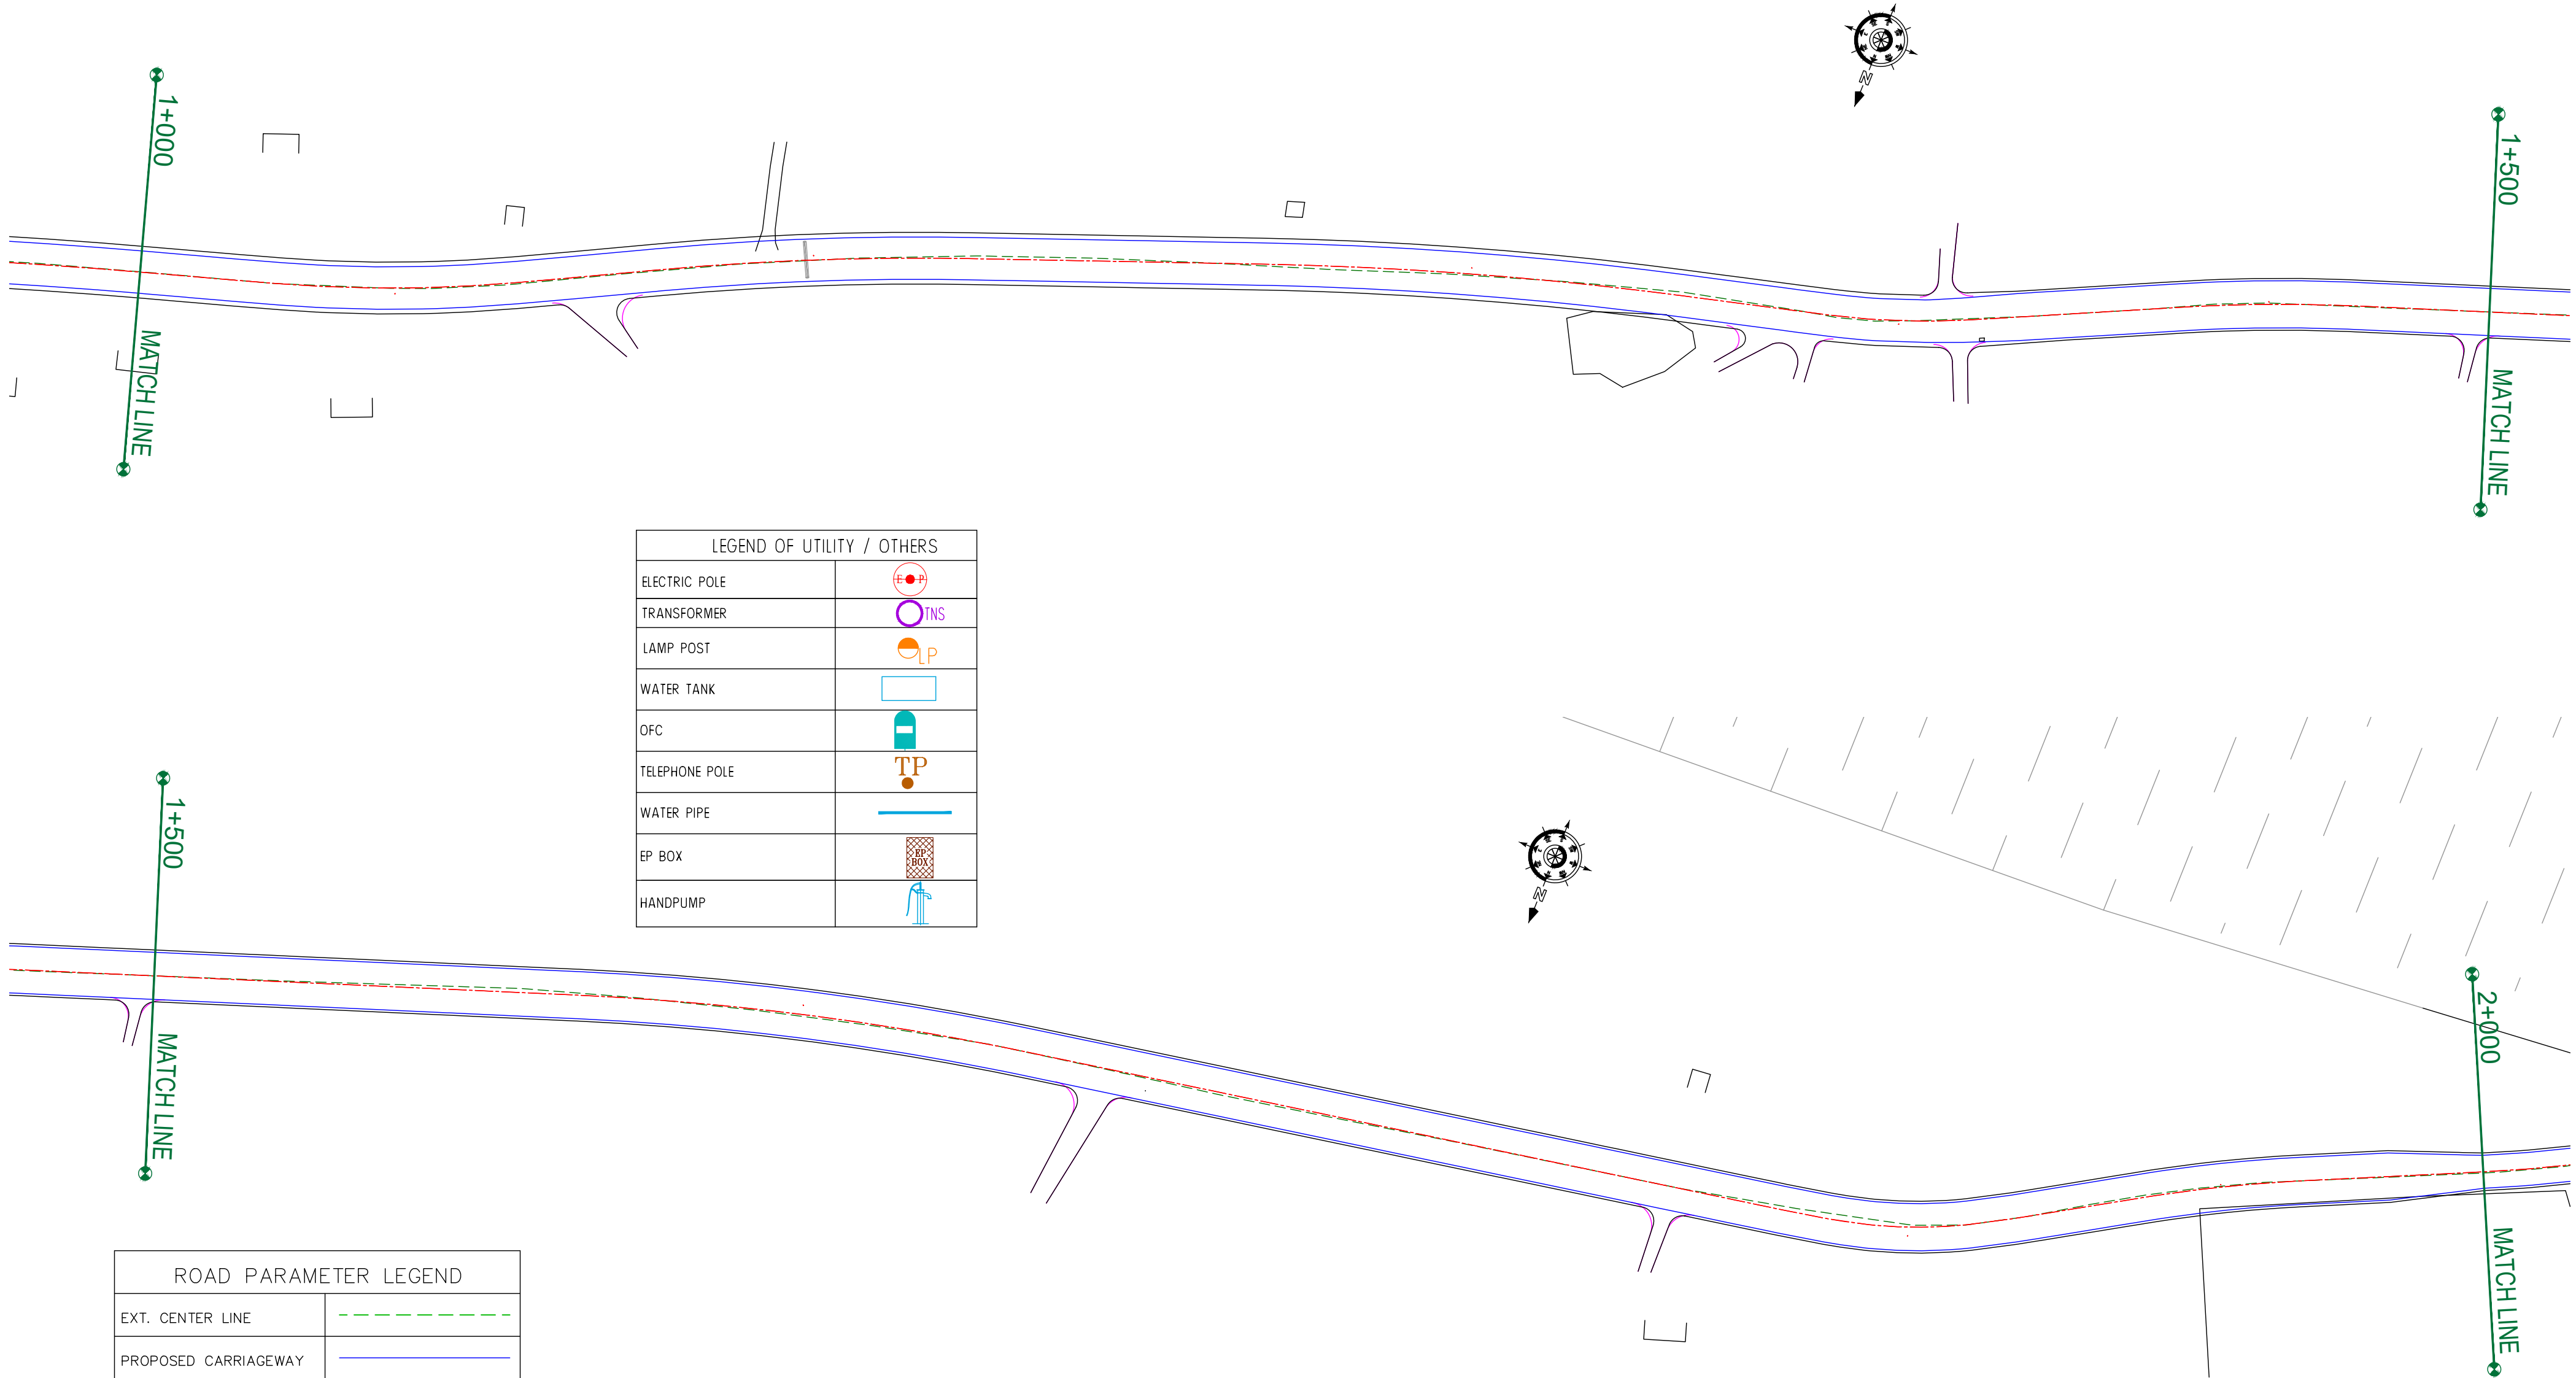 N
1+000
MATCH LINE
1+500
MATCH LINE
LEGEND OF UTILITY / OTHERS
ELECTRIC POLE
E P
TRANSFORMER
TNS
LAMP POST
LP
WATER TANK
OFC
TELEPHONE POLE
TP
WATER PIPE
EP BOX
EP
BOX
HANDPUMP
1+500
MATCH LINE
N
2+000
MATCH LINE
ROAD PARAMETER LEGEND
EXT. CENTER LINE
PROPOSED CARRIAGEWAY